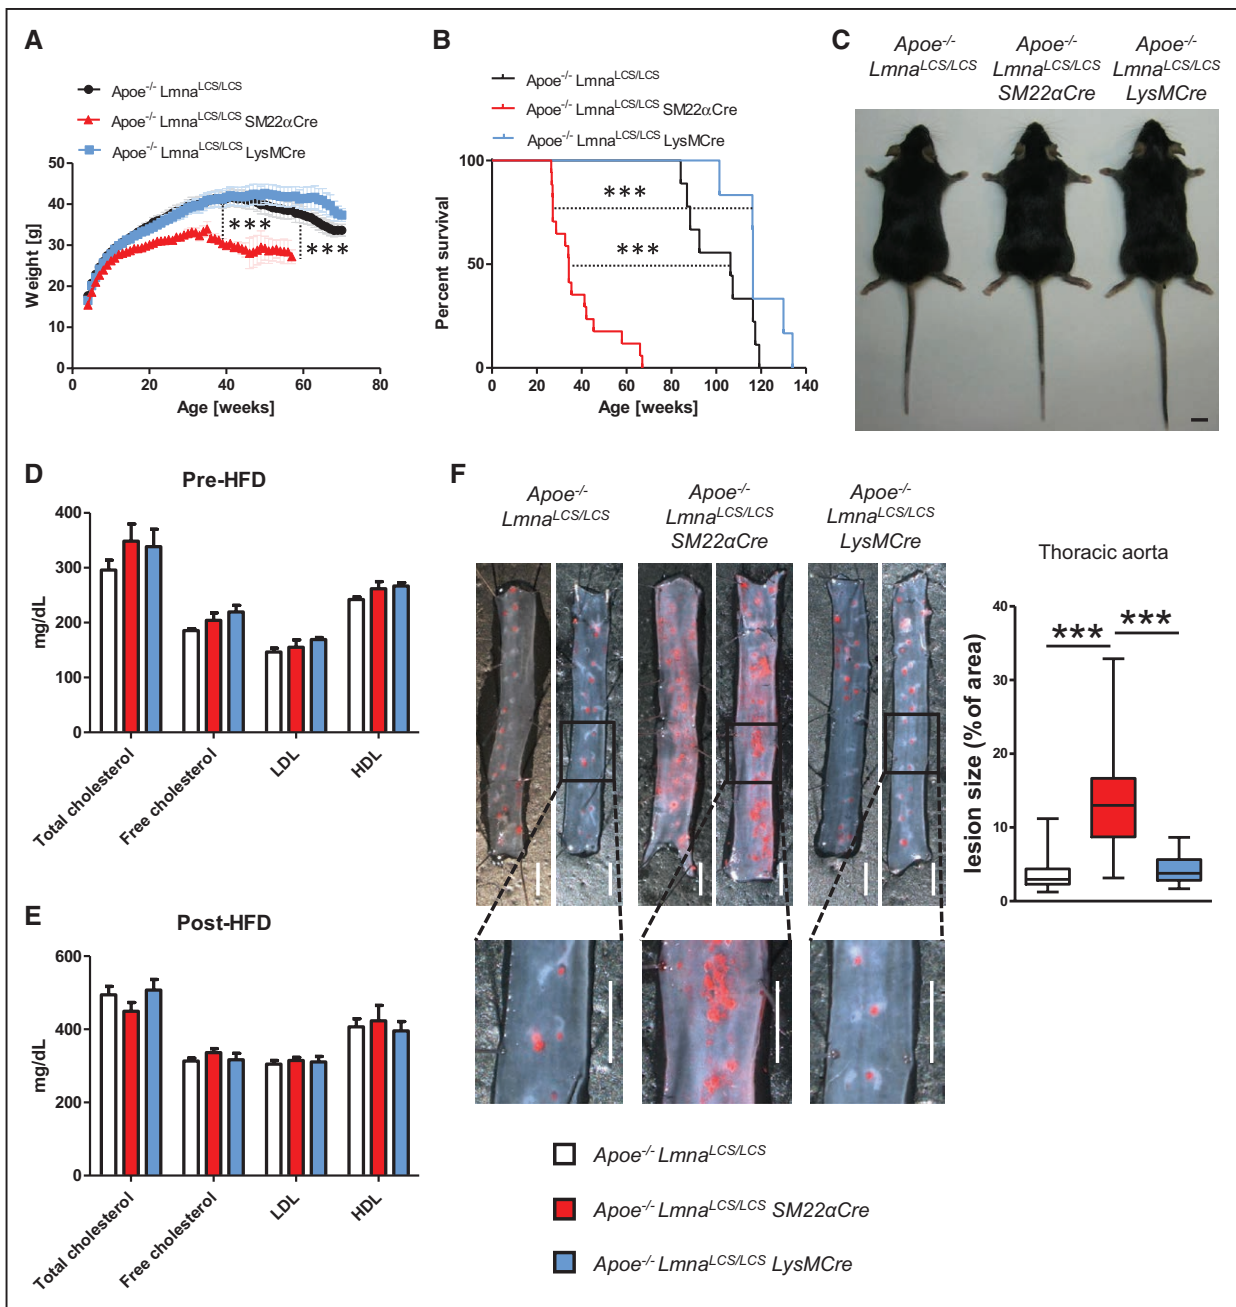 A
Apoe-/- LmnaLCS/LCS
Apoe-/- LmnaLCS/LCS SM22αCre
Apoe-/- LmnaLCS/LCS LysMCre
Weight [g]
50
40
30
20
10
0
***
***
0 20 40 60 80
Age [weeks]
B
Apoe-/- LmnaLCS/LCS
Apoe-/- LmnaLCS/LCS SM22αCre
Apoe-/- LmnaLCS/LCS LysMCre
Percent survival
100
50
0
***
***
0 20 40 60 80 100 120 140
Age [weeks]
C
Apoe-/-
LmnaLCS/LCS
Apoe-/-
LmnaLCS/LCS
SM22αCre
Apoe-/-
LmnaLCS/LCS
LysMCre
D
Pre-HFD
mg/dL
400
300
200
100
0
Total cholesterol
Free cholesterol
LDL
HDL
E
Post-HFD
mg/dL
600
400
200
0
Total cholesterol
Free cholesterol
LDL
HDL
F
Apoe-/-
LmnaLCS/LCS
Apoe-/-
LmnaLCS/LCS
SM22αCre
Apoe-/-
LmnaLCS/LCS
LysMCre
Thoracic aorta
lesion size (% of area)
40
30
20
10
0
***
***
Apoe-/- LmnaLCS/LCS
Apoe-/- LmnaLCS/LCS SM22αCre
Apoe-/- LmnaLCS/LCS LysMCre